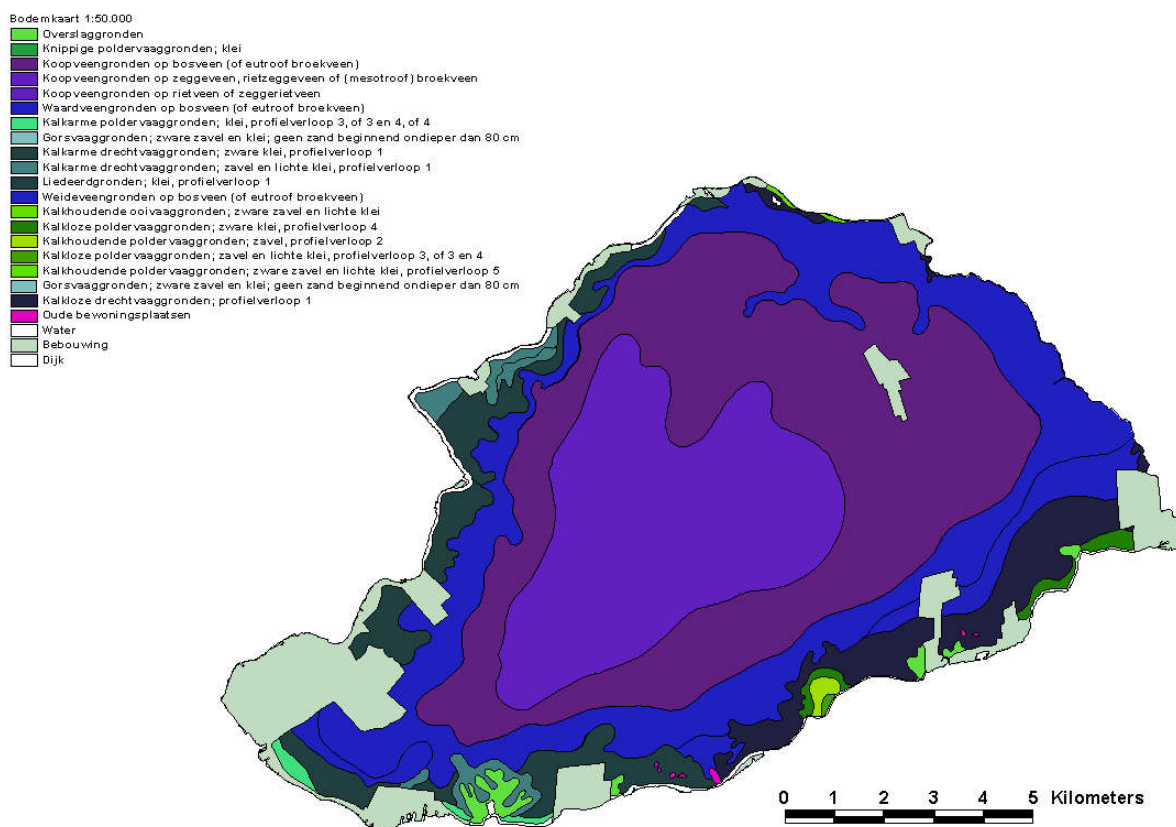 Bodemkaart 1:50.000
Overslaggronden
Knippige poldervaaggronden; klei
Koopveengronden op bosveen (of eutroof broekveen)
Koopveengronden op zeggeveen, rietzeggeveen of (mesotroof) broekveen
Koopveengronden op rietveen of zeggerietveen
Waardveengronden op bosveen (of eutroof broekveen)
Kalkarme poldervaaggronden; klei, profielverloop 3, of 3 en 4, of 4
Gorsvaaggronden; zware zavel en klei; geen zand beginnend ondieper dan 80 cm
Kalkarme drechtvaaggronden; zware klei, profielverloop 1
Kalkarme drechtvaaggronden; zavel en lichte klei, profielverloop 1
Liedeerdgronden; klei, profielverloop 1
Weideveengronden op bosveen (of eutroof broekveen)
Kalkhoudende ooivaaggronden; zware zavel en lichte klei
Kalkloze poldervaaggronden; zware klei, profielverloop 4
Kalkhoudende poldervaaggronden; zavel, profielverloop 2
Kalkloze poldervaaggronden; zavel en lichte klei, profielverloop 3, of 3 en 4
Kalkhoudende poldervaaggronden; zware zavel en lichte klei, profielverloop 5
Gorsvaaggronden; zware zavel en klei; geen zand beginnend ondieper dan 80 cm
Kalkloze drechtvaaggronden; profielverloop 1
Oude bewoningsplaatsen
Water
Bebouwing
Dijk
0 1 2 3 4 5 Kilometers